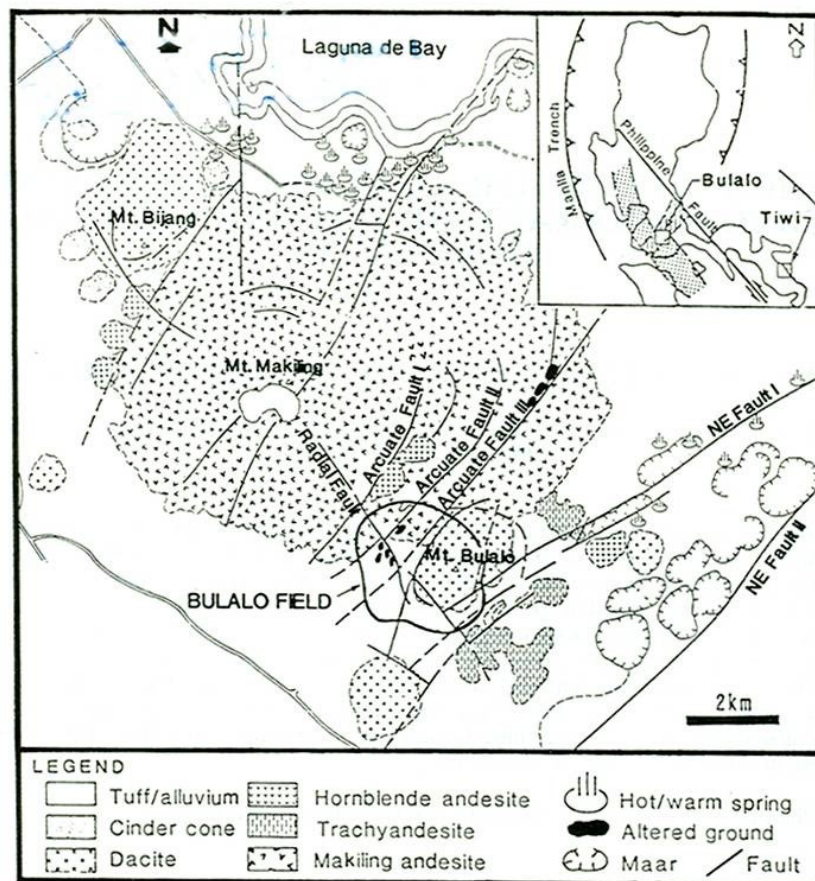 N
Laguna de Bay
N
Manila Trench
Philippine Fault
Bulalo
Tiwi
Mt. Bijang
Mt. Makiling
Arcuate Fault I
Arcuate Fault II
Arcuate Fault III
Radial Fault
NE Fault I
NE Fault II
Mt. Bulalo
BULALO FIELD
2km
LEGEND
Tuff/alluvium
Hornblende andesite
Hot/warm spring
Cinder cone
Trachyandesite
Altered ground
Dacite
Makiling andesite
Maar
Fault